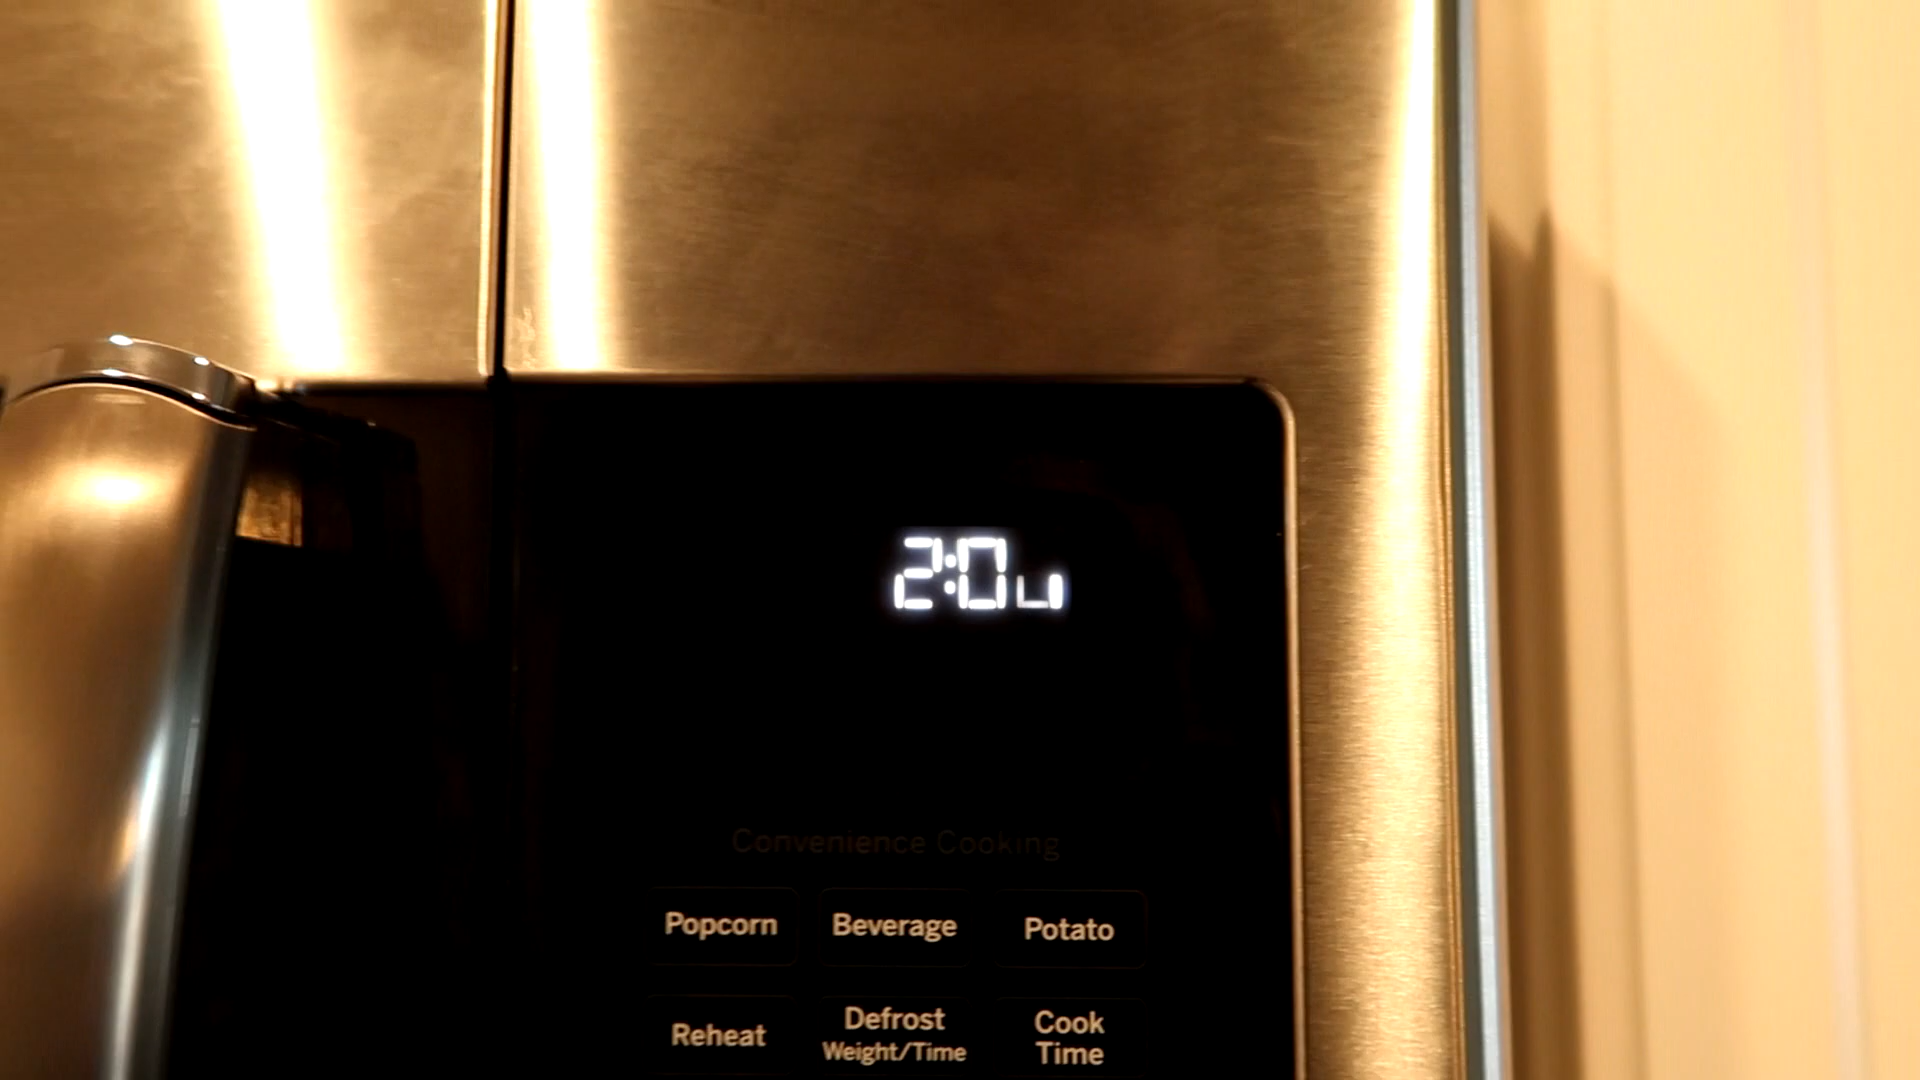 2:0
Convenience Cooking
Popcorn
Beverage
Potato
Reheat
Defrost
Weight/Time
Cook
Time